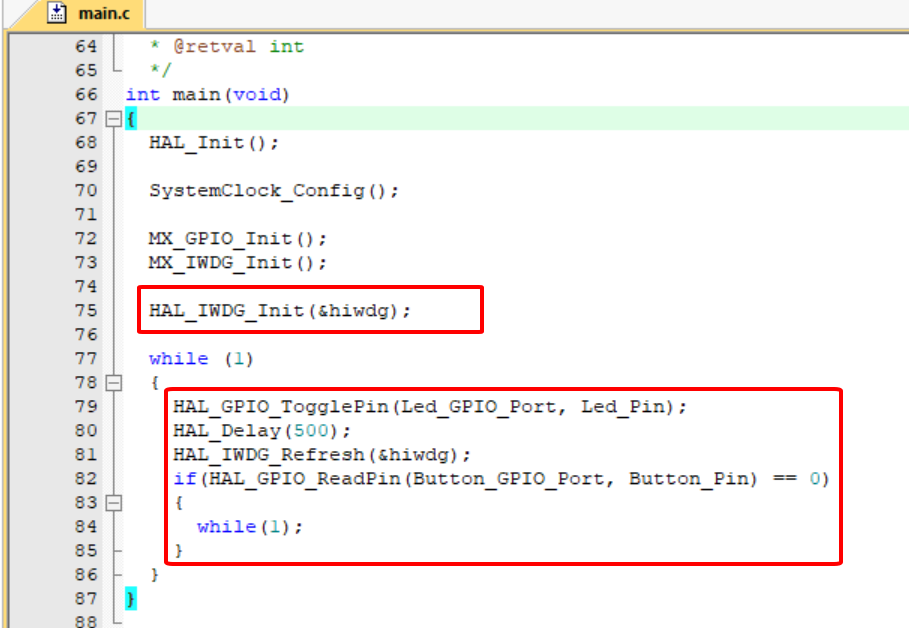 main.c
64 * @retval int
65 */
66 int main(void)
67 {
68 HAL_Init();
69
70 SystemClock_Config();
71
72 MX_GPIO_Init();
73 MX_IWDG_Init();
74
75 HAL_IWDG_Init(&hiwdg);
76
77 while (1)
78 {
79 HAL_GPIO_TogglePin(Led_GPIO_Port, Led_Pin);
80 HAL_Delay(500);
81 HAL_IWDG_Refresh(&hiwdg);
82 if(HAL_GPIO_ReadPin(Button_GPIO_Port, Button_Pin) == 0)
83 {
84 while(1);
85 }
86 }
87 }
88